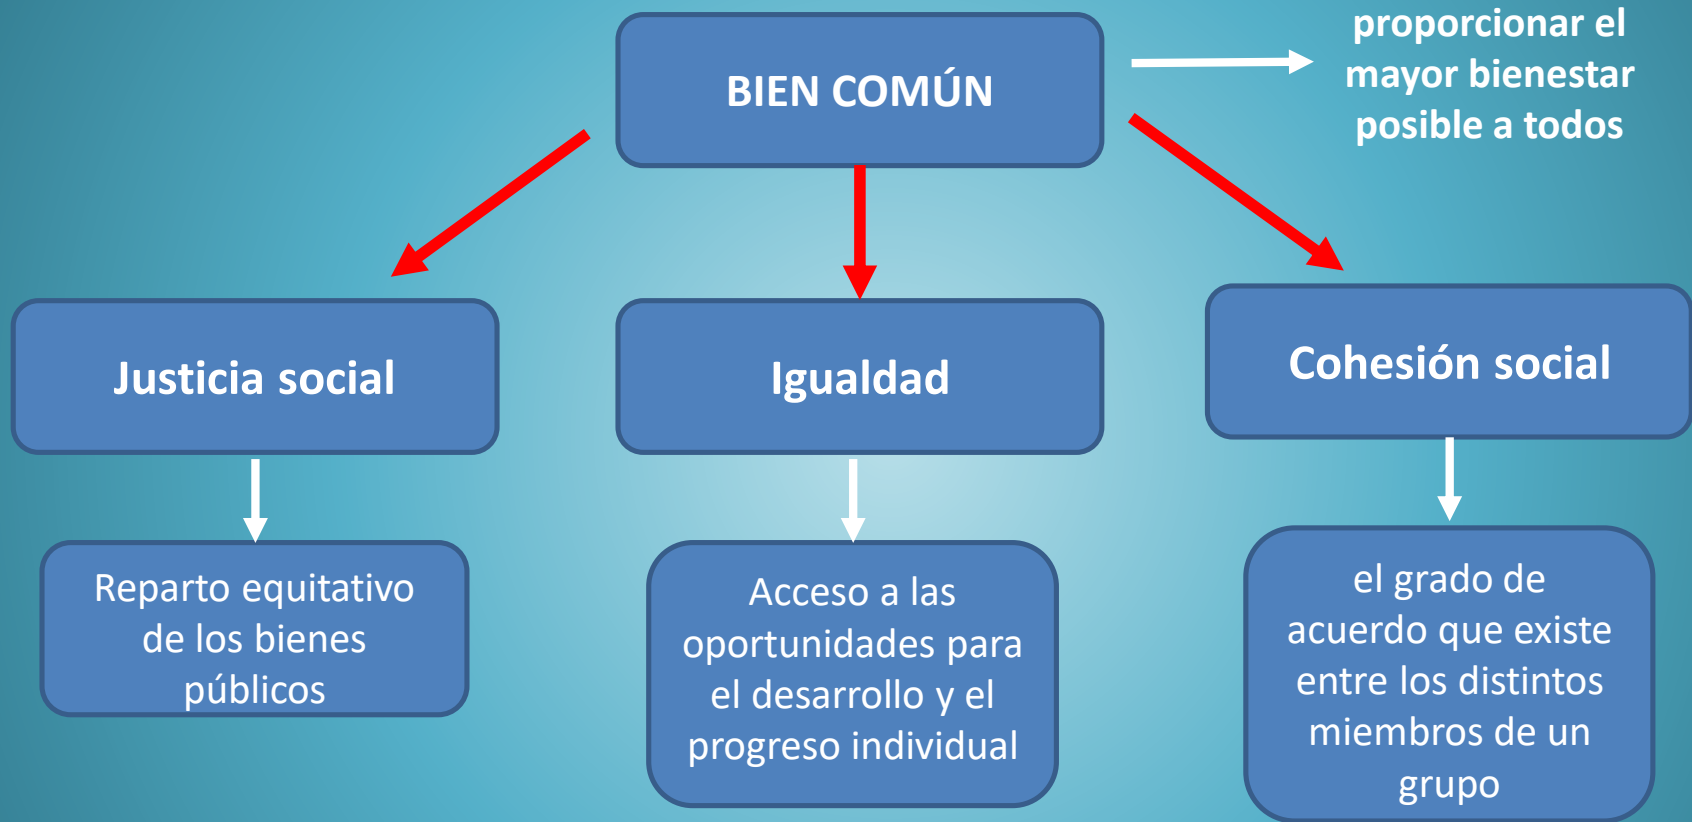 BIEN COMÚN
proporcionar el
mayor bienestar
posible a todos
Justicia social
Igualdad
Cohesión social
Reparto equitativo
de los bienes
públicos
Acceso a las
oportunidades para
el desarrollo y el
progreso individual
el grado de
acuerdo que existe
entre los distintos
miembros de un
grupo